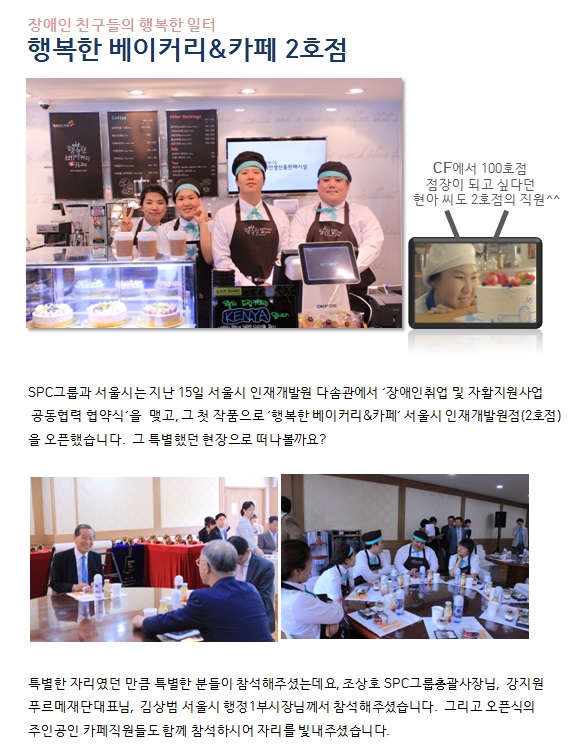 장애인 친구들의 행복한 일터
행복한 베이커리&카페 2호점
Coffee
행복한
베이커리
카페
KENYA
CF에서 100호점
점장이 되고 싶다던
현아 씨도 2호점의 직원^^
SPC그룹과 서울시는 지난 15일 서울시 인재개발원 다솜관에서 ´장애인취업 및 자활지원사업
공동협력 협약식´을 맺고, 그 첫 작품으로 ´행복한 베이커리&카페´ 서울시 인재개발원점(2호점)
을 오픈했습니다. 그 특별했던 현장으로 떠나볼까요?
특별한 자리였던 만큼 특별한 분들이 참석해주셨는데요, 조상호 SPC그룹총괄사장님, 강지원
푸르메재단대표님, 김상범 서울시 행정1부시장님께서 참석해주셨습니다. 그리고 오픈식의
주인공인 카페직원들도 함께 참석하시어 자리를 빛내주셨습니다.